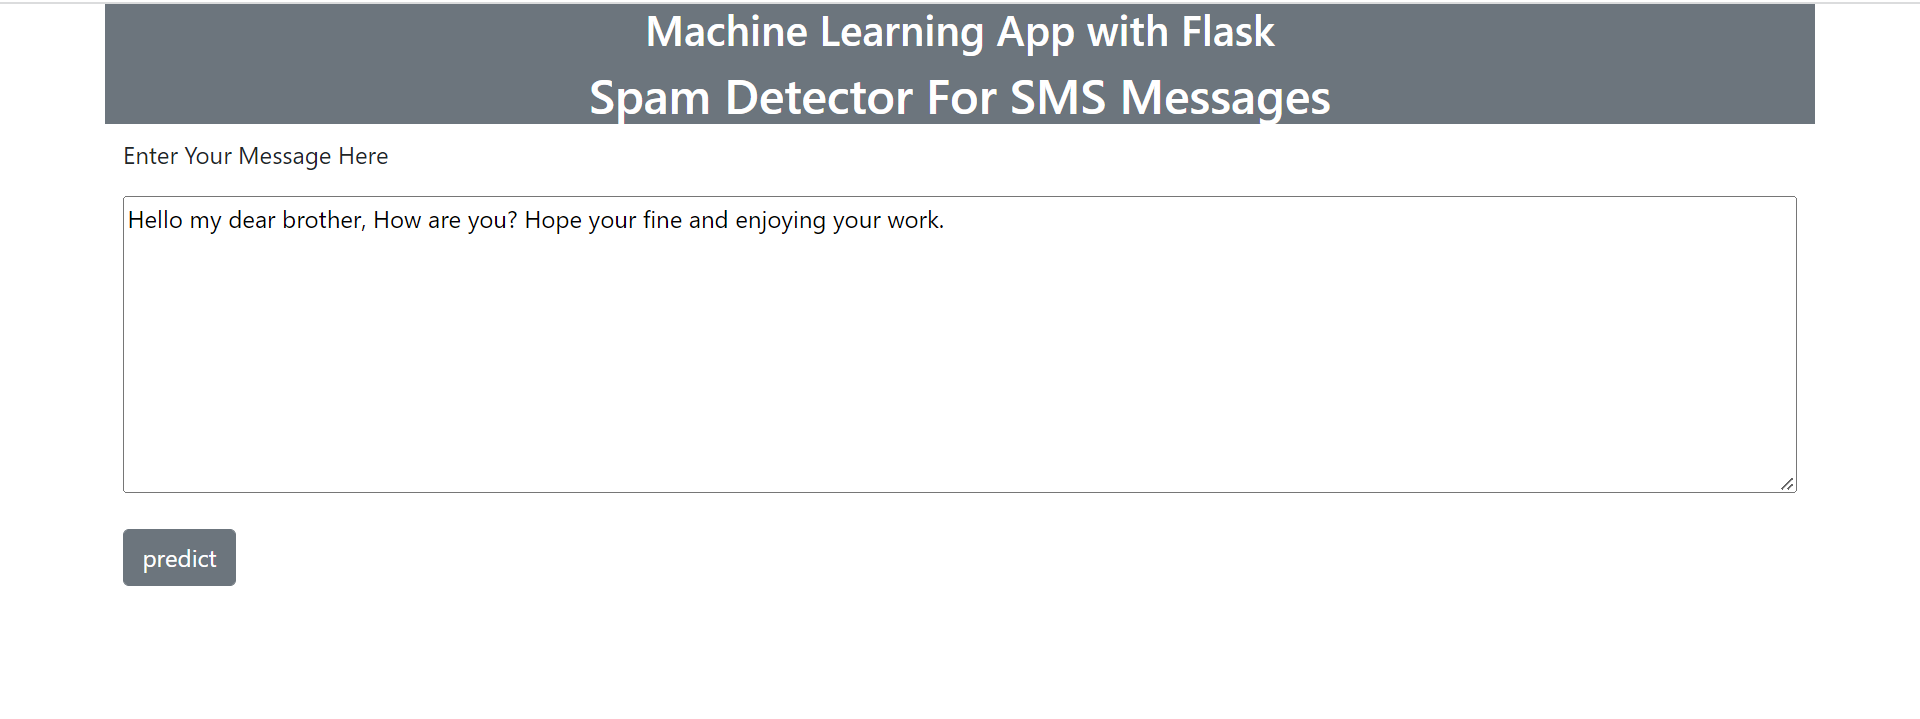 Machine Learning App with Flask
Spam Detector For SMS Messages
Enter Your Message Here
Hello my dear brother, How are you? Hope your fine and enjoying your work.
predict